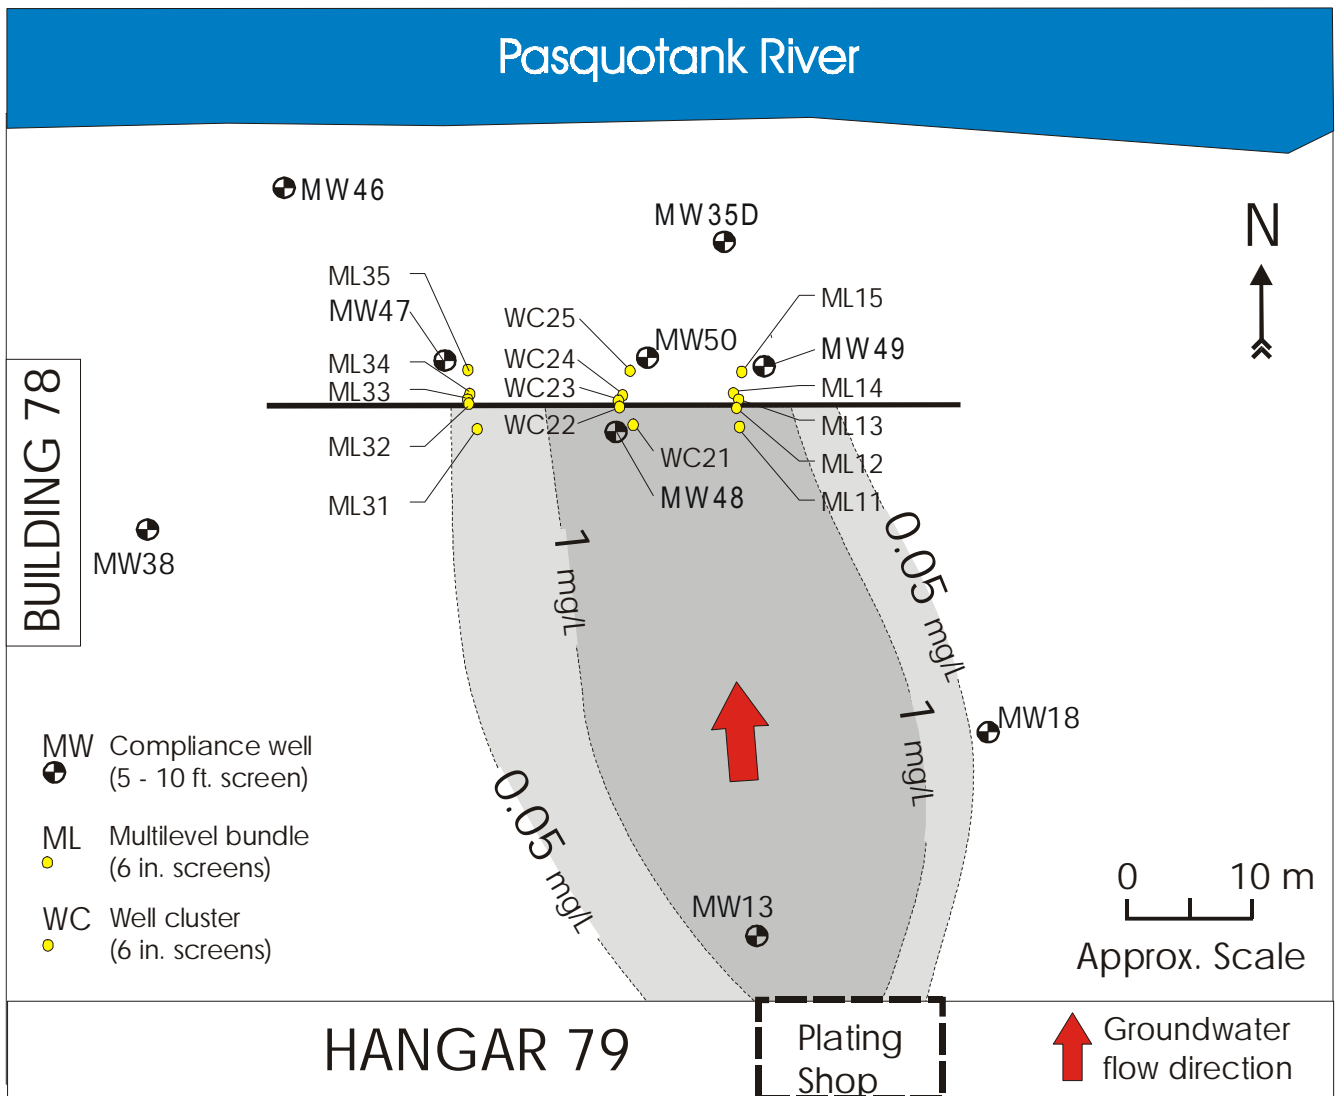 Pasquotank River
MW46
MW35D
N
ML35
MW47
ML34
ML33
ML32
ML31
WC25
WC24
WC23
WC22
MW50
WC21
MW48
ML15
MW49
ML14
ML13
ML12
ML11
BUILDING 78
MW38
1 mg/L
0.05 mg/L
1 mg/L
0.05 mg/L
MW18
MW13
MW Compliance well
(5 - 10 ft. screen)
ML Multilevel bundle
(6 in. screens)
WC Well cluster
(6 in. screens)
0 10 m
Approx. Scale
HANGAR 79
Plating
Shop
Groundwater
flow direction